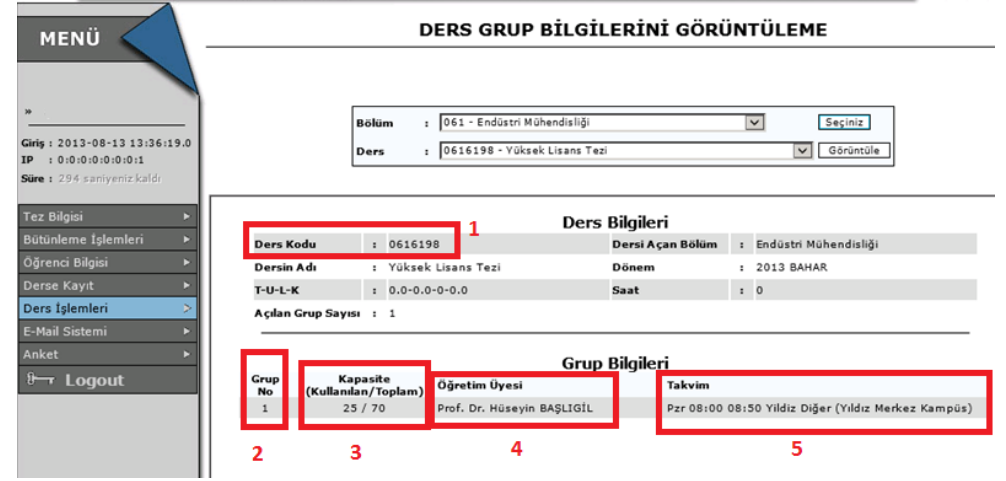 DERS GRUP BİLGİLERİNİ GÖRÜNTÜLEME
MENÜ
»
Giriş : 2013-08-13 13:36:19.0
IP : 0:0:0:0:0:0:0:1
Süre : 294 saniyeniz kaldı
Tez Bilgisi
Bütünleme İşlemleri
Öğrenci Bilgisi
Derse Kayıt
Ders İşlemleri
E-Mail Sistemi
Anket
Logout
Bölüm : 061 - Endüstri Mühendisliği Seçiniz
Ders : 0616198 - Yüksek Lisans Tezi Görüntüle
Ders Bilgileri
1
Ders Kodu : 0616198 Dersi Açan Bölüm : Endüstri Mühendisliği
Dersin Adı : Yüksek Lisans Tezi Dönem : 2013 BAHAR
T-U-L-K : 0.0-0.0-0-0.0 Saat : 0
Açılan Grup Sayısı : 1
Grup Bilgileri
Grup No Kapasite (Kullanılan/Toplam) Öğretim Üyesi Takvim
1 25 / 70 Prof. Dr. Hüseyin BAŞLIGİL Pzr 08:00 08:50 Yildiz Diğer (Yıldız Merkez Kampüs)
2 3 4 5